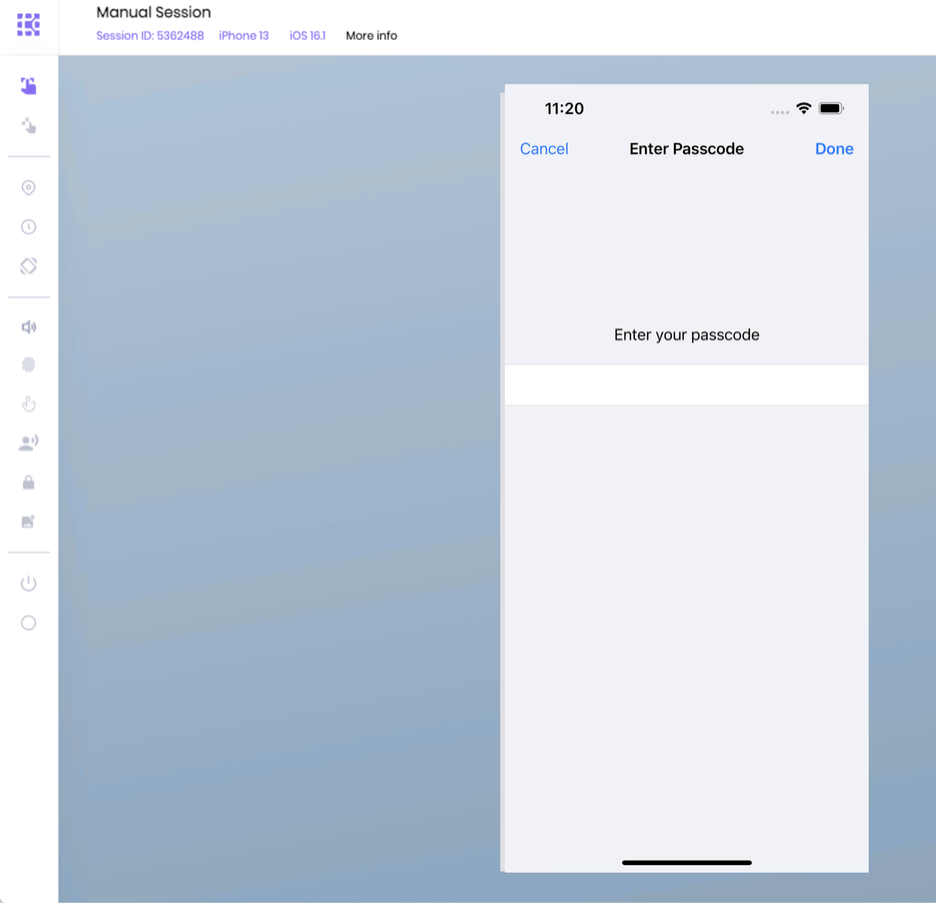 Manual Session
Session ID: 5362488 iPhone 13 iOS 16.1 More info
11:20
Cancel Enter Passcode Done
Enter your passcode